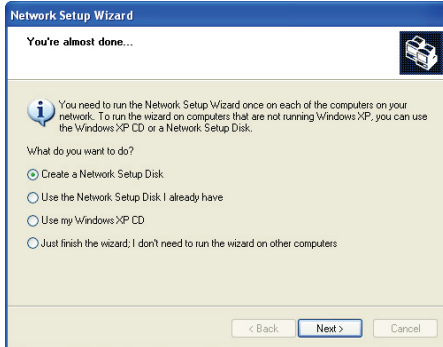 Network Setup Wizard
You're almost done...
You need to run the Network Setup Wizard once on each of the computers on your
network. To run the wizard on computers that are not running Windows XP, you can use
the Windows XP CD or a Network Setup Disk.
What do you want to do?
Create a Network Setup Disk
Use the Network Setup Disk I already have
Use my Windows XP CD
Just finish the wizard; I don't need to run the wizard on other computers
< Back Next > Cancel